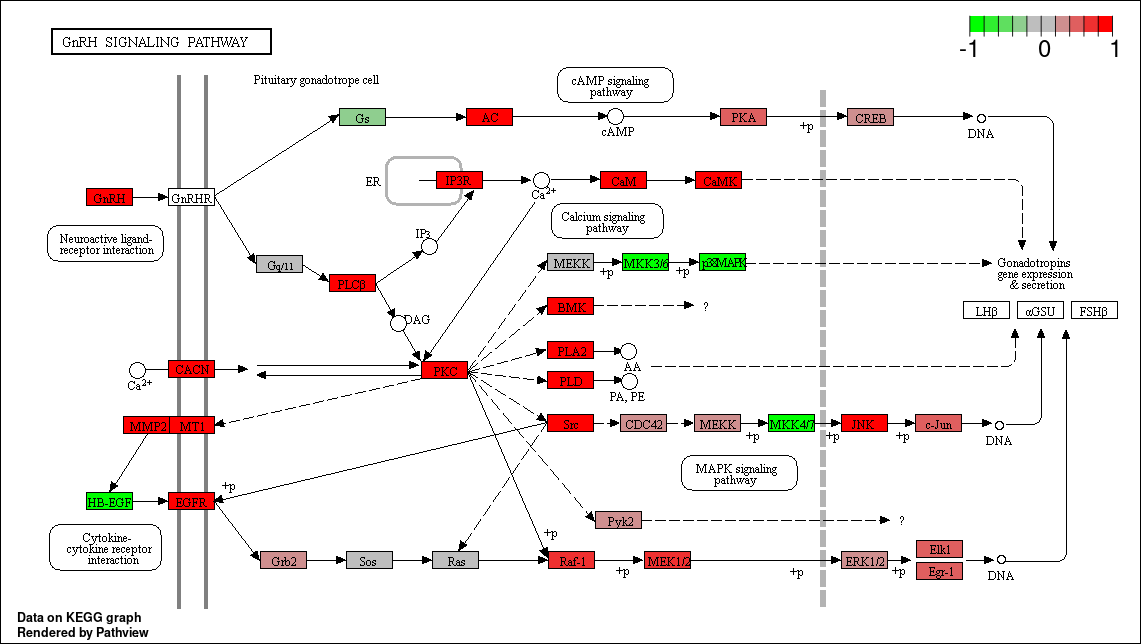 GnRH SIGNALING PATHWAY
-1 0 1
Pituitary gonadotrope cell
cAMP signaling
pathway
Gs
AC
cAMP
PKA
+p
CREB
DNA
ER
IP3R
Ca2+
CaM
CaMK
GnRH
GnRHR
Neuroactive ligand-
receptor interaction
Calcium signaling
pathway
IP3
Gq/11
PLCβ
DAG
MEKK
+p
MKK3/6
+p
p38MAPK
Gonadotropins
gene expression
& secretion
LHβ
αGSU
FSHβ
BMK
?
PLA2
AA
PLD
PA, PE
Ca2+
CACN
PKC
MMP2
MT1
Src
CDC42
MEKK
+p
MKK4/7
+p
JNK
+p
c-Jun
DNA
MAPK signaling
pathway
HB-EGF
EGFR
+p
Pyk2
?
Cytokine-
cytokine receptor
interaction
Grb2
Sos
Ras
+p
Raf-1
+p
MEK1/2
+p
ERK1/2
+p
Elk1
Egr-1
DNA
Data on KEGG graph
Rendered by Pathview